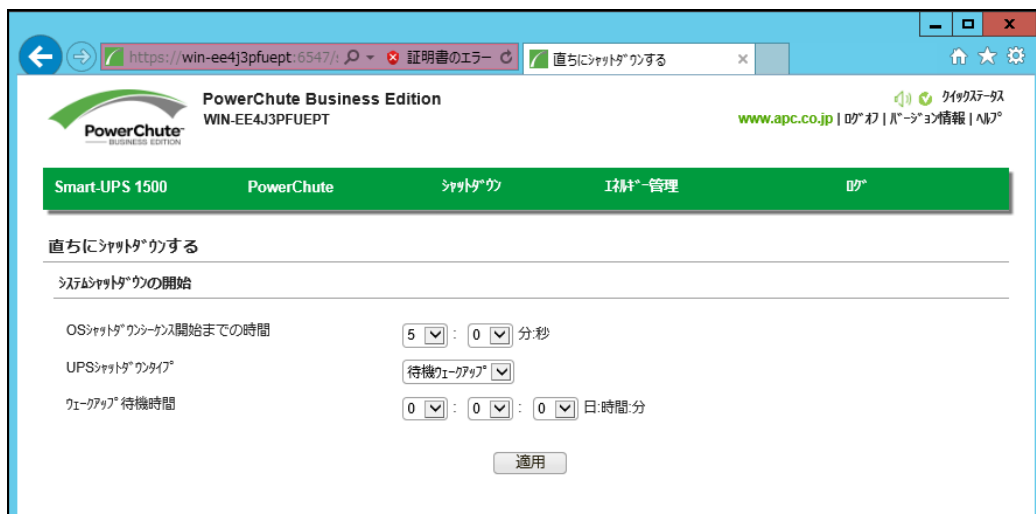 https://win-ee4j3pfuept:6547/ 証明書のエラー 直ちにｼｬｯﾄﾀﾞｳﾝする
PowerChute
BUSINESS EDITION
PowerChute Business Edition
WIN-EE4J3PFUEPT
ｸｲｯｸｽﾃｰﾀｽ
www.apc.co.jp | ﾛｸﾞｵﾌ | ﾊﾞｰｼﾞｮﾝ情報 | ﾍﾙﾌﾟ
Smart-UPS 1500 PowerChute ｼｬｯﾄﾀﾞｳﾝ ｴﾈﾙｷﾞｰ管理 ﾛｸﾞ
直ちにｼｬｯﾄﾀﾞｳﾝする
ｼｽﾃﾑｼｬｯﾄﾀﾞｳﾝの開始
OSｼｬｯﾄﾀﾞｳﾝｼｰｹﾝｽ開始までの時間 5 : 0 分:秒
UPSｼｬｯﾄﾀﾞｳﾝﾀｲﾌﾟ 待機ｳｪｰｸｱｯﾌﾟ
ｳｪｰｸｱｯﾌﾟ待機時間 0 : 0 : 0 日:時間:分
適用